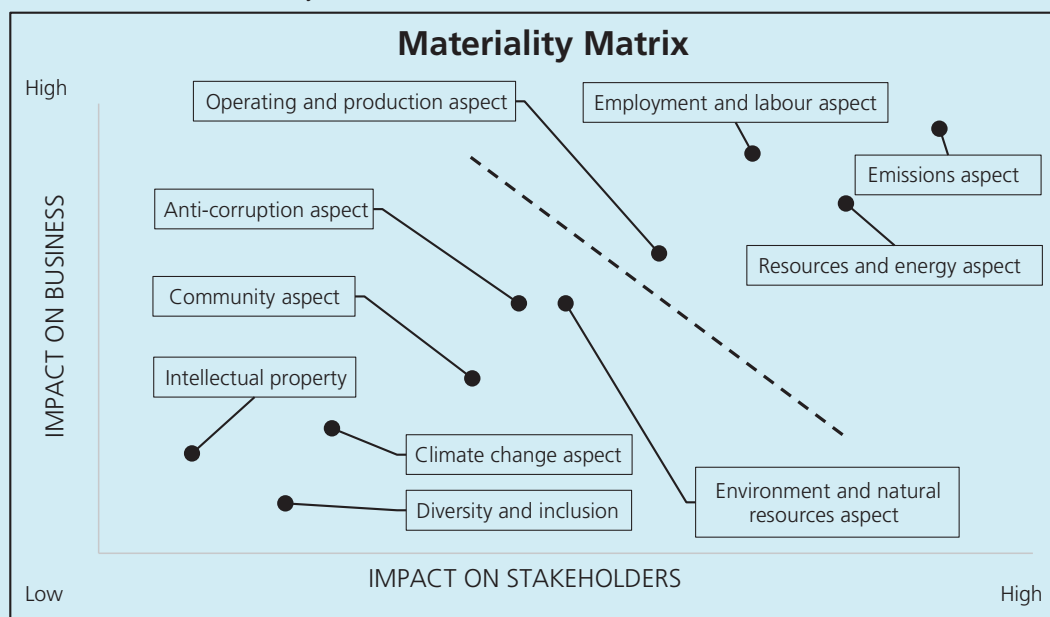 Materiality Matrix
High
Operating and production aspect
Employment and labour aspect
Emissions aspect
Anti-corruption aspect
Resources and energy aspect
Community aspect
Intellectual property
Climate change aspect
Diversity and inclusion
Environment and natural
resources aspect
IMPACT ON BUSINESS
IMPACT ON STAKEHOLDERS
Low
High